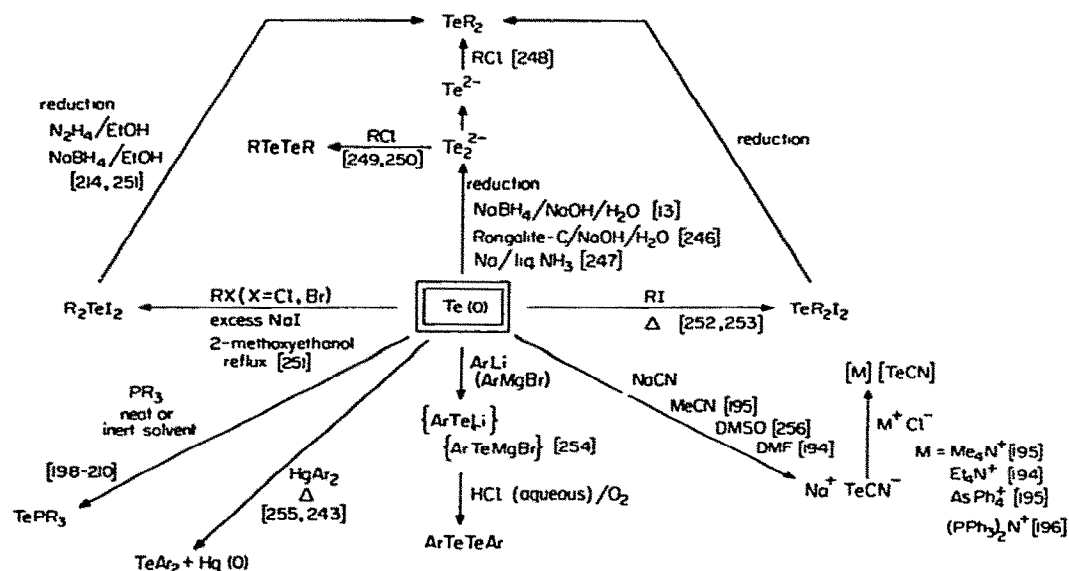 TeR₂
RCl [248]
Te²⁻
reduction
N₂H₄/EtOH
NaBH₄/EtOH
[214, 251]
RTeTeR
RCl
[249,250]
Te₂²⁻
reduction
reduction
NaBH₄/NaOH/H₂O [13]
Rongalite-C/NaOH/H₂O [246]
Na/liq NH₃ [247]
R₂TeI₂
RX(X=Cl, Br)
excess NaI
2-methoxyethanol
reflux [251]
Te (0)
RI
Δ [252,253]
TeR₂I₂
PR₃
neat or
inert solvent
[198-210]
TePR₃
HgAr₂
Δ
[255,243]
TeAr₂ + Hg (0)
ArLi
(ArMgBr)
{ArTeLi}
{ArTeMgBr} [254]
HCl (aqueous)/O₂
ArTeTeAr
NaCN
MeCN [195]
DMSO [256]
DMF [194]
Na⁺ TeCN⁻
[M] [TeCN]
M⁺Cl⁻
M = Me₄N⁺ [195]
Et₄N⁺ [194]
AsPh₄⁺ [195]
(PPh₃)₂N⁺ [196]